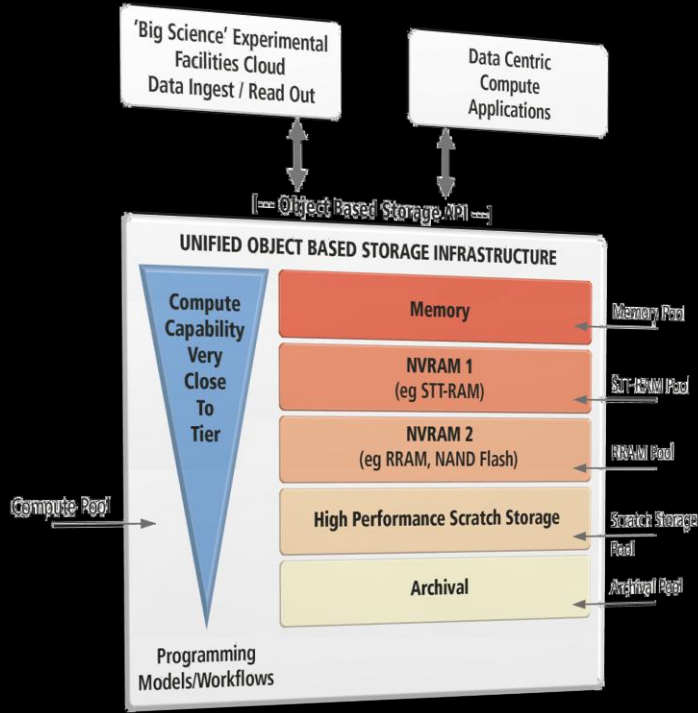 'Big Science' Experimental
Facilities Cloud
Data Ingest / Read Out
Data Centric
Compute
Applications
[--- Object Based Storage API ---]
UNIFIED OBJECT BASED STORAGE INFRASTRUCTURE
Compute
Capability
Very
Close
To
Tier
Memory
Memory Pool
NVRAM 1
(eg STT-RAM)
STT-RAM Pool
NVRAM 2
(eg RRAM, NAND Flash)
RRAM Pool
Compute Pool
High Performance Scratch Storage
Scratch Storage
Pool
Archival
Archival Pool
Programming
Models/Workflows